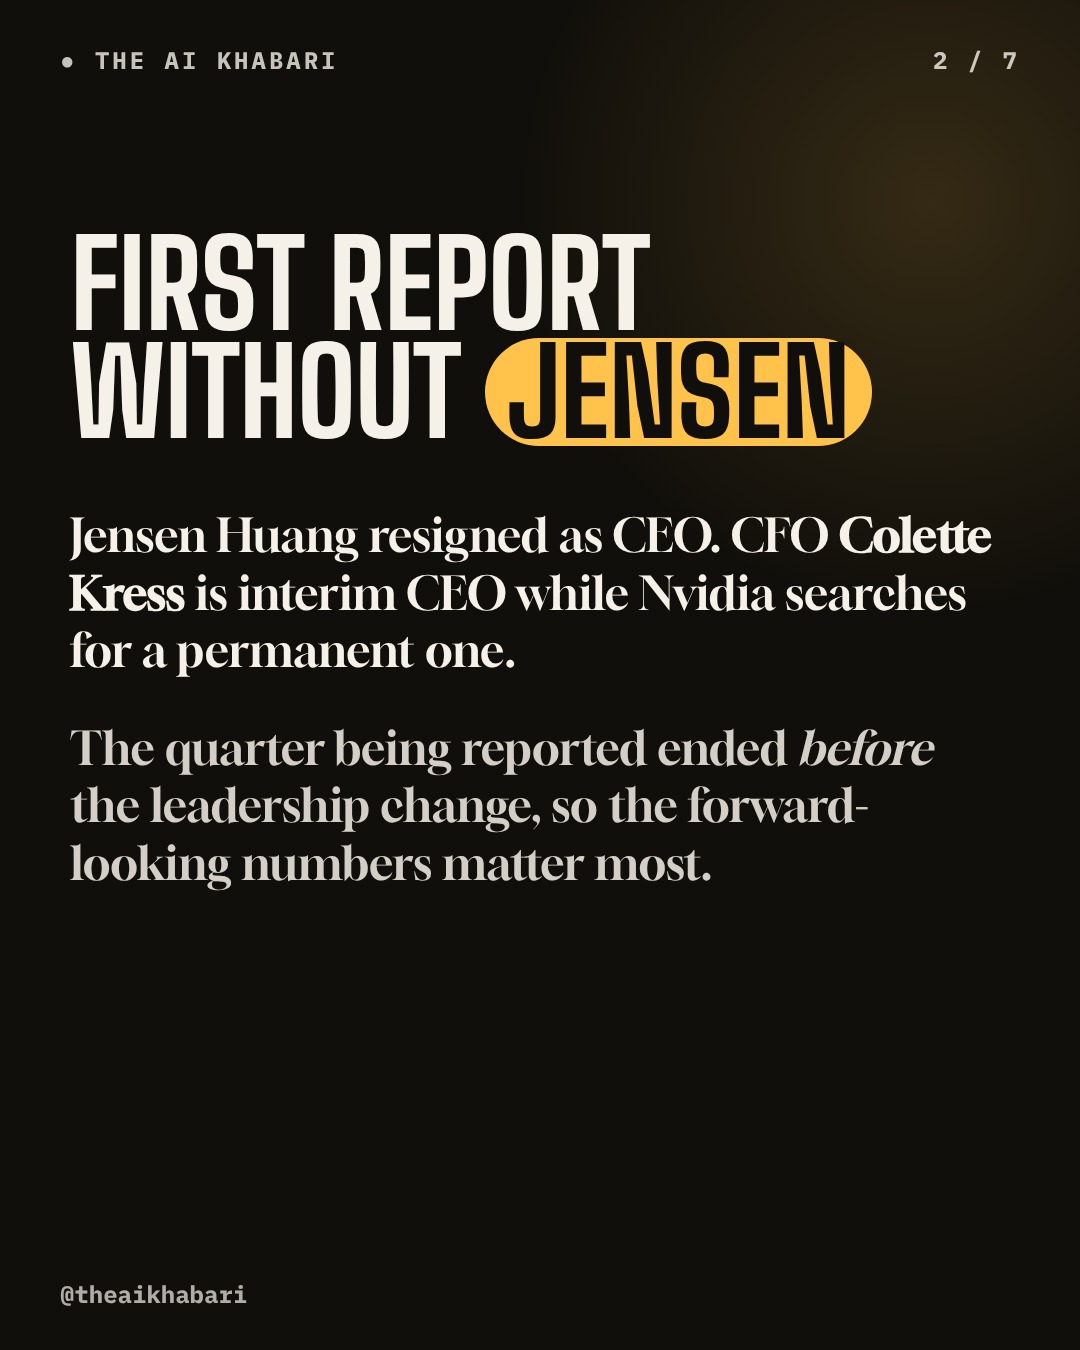 • THE AI KHABARI
2 / 7
FIRST REPORT
WITHOUT JENSEN
Jensen Huang resigned as CEO. CFO Colette
Kress is interim CEO while Nvidia searches
for a permanent one.
The quarter being reported ended before
the leadership change, so the forward-
looking numbers matter most.
@theaikhabari